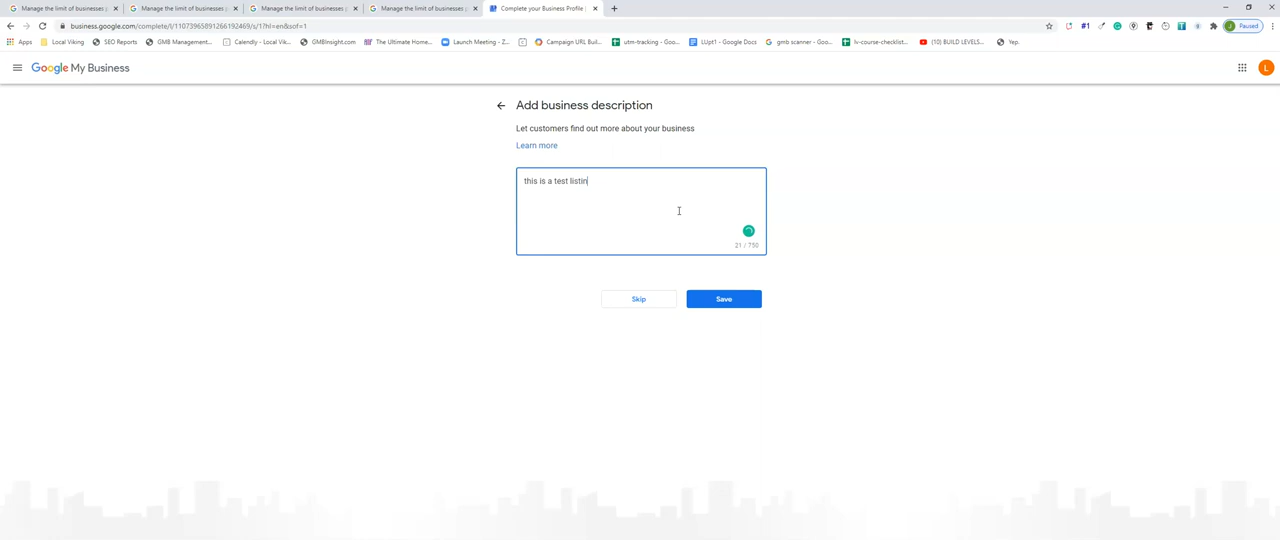 Manage the limit of businesses y
Manage the limit of businesses y
Manage the limit of businesses y
Manage the limit of businesses y
Complete your Business Profile
business.google.com/complete/l/11073965891266192469/s/1?hl=en&sof=1
Paused
Apps
Local Viking
SEO Reports
GMB Management...
Calendly - Local Vik...
GMBInsight.com
The Ultimate Home...
Launch Meeting - Z...
Campaign URL Buil...
utm-tracking - Goo...
LUpt1 - Google Docs
gmb scanner - Goo...
lv-course-checklist...
(10) BUILD LEVELS...
Yep.
Google My Business
L
Add business description
Let customers find out more about your business
Learn more
this is a test listin
21 / 750
Skip
Save